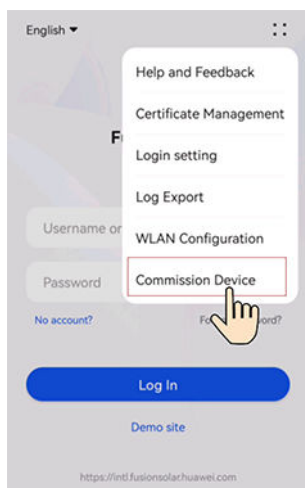 English ▼
Help and Feedback
Certificate Management
F
Login setting
Log Export
Username or
WLAN Configuration
Password
Commission Device
No account?
Log In
Demo site
https://intl.fusionsolar.huawei.com